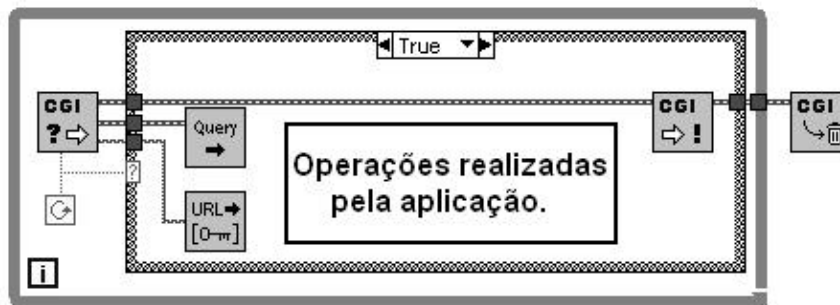 True
CGI
?
Query
URL
[O]
?
Operações realizadas
pela aplicação.
CGI
!
CGI
i